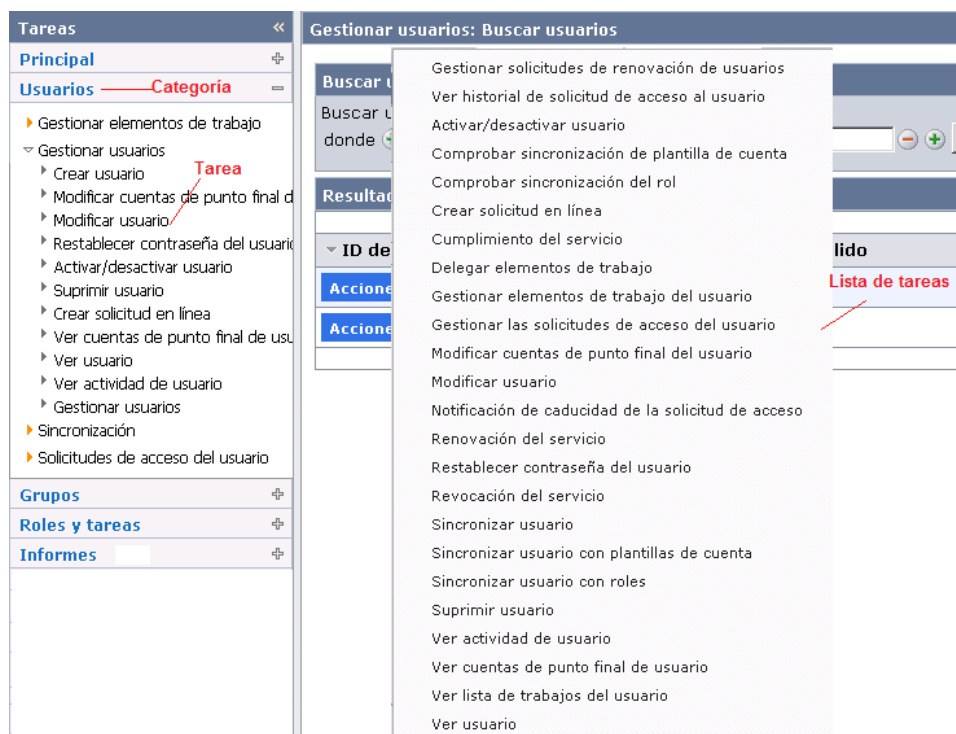 Tareas «
Principal
Usuarios
Categoría
Gestionar elementos de trabajo
Gestionar usuarios
Crear usuario
Tarea
Modificar cuentas de punto final d
Modificar usuario
Restablecer contraseña del usuario
Activar/desactivar usuario
Suprimir usuario
Crear solicitud en línea
Ver cuentas de punto final de usu
Ver usuario
Ver actividad de usuario
Gestionar usuarios
Sincronización
Solicitudes de acceso del usuario
Grupos
Roles y tareas
Informes
Gestionar usuarios: Buscar usuarios
Buscar u
Buscar u
donde
Resultad
ID de
lido
Accione
Accione
Gestionar solicitudes de renovación de usuarios
Ver historial de solicitud de acceso al usuario
Activar/desactivar usuario
Comprobar sincronización de plantilla de cuenta
Comprobar sincronización del rol
Crear solicitud en línea
Cumplimiento del servicio
Delegar elementos de trabajo
Gestionar elementos de trabajo del usuario
Gestionar las solicitudes de acceso del usuario
Modificar cuentas de punto final del usuario
Modificar usuario
Notificación de caducidad de la solicitud de acceso
Renovación del servicio
Restablecer contraseña del usuario
Revocación del servicio
Sincronizar usuario
Sincronizar usuario con plantillas de cuenta
Sincronizar usuario con roles
Suprimir usuario
Ver actividad de usuario
Ver cuentas de punto final de usuario
Ver lista de trabajos del usuario
Ver usuario
Lista de tareas